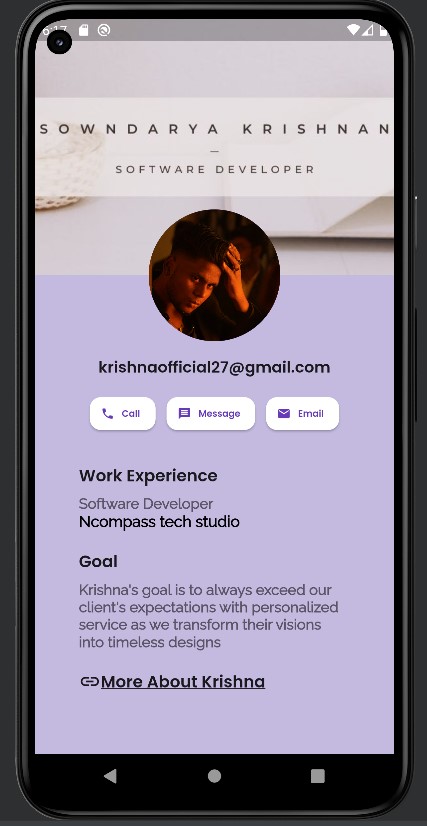 6:17
SOWNDARYA KRISHNAN
SOFTWARE DEVELOPER
krishnaofficial27@gmail.com
Call Message Email
Work Experience
Software Developer
Ncompass tech studio
Goal
Krishna's goal is to always exceed our
client's expectations with personalized
service as we transform their visions
into timeless designs
More About Krishna